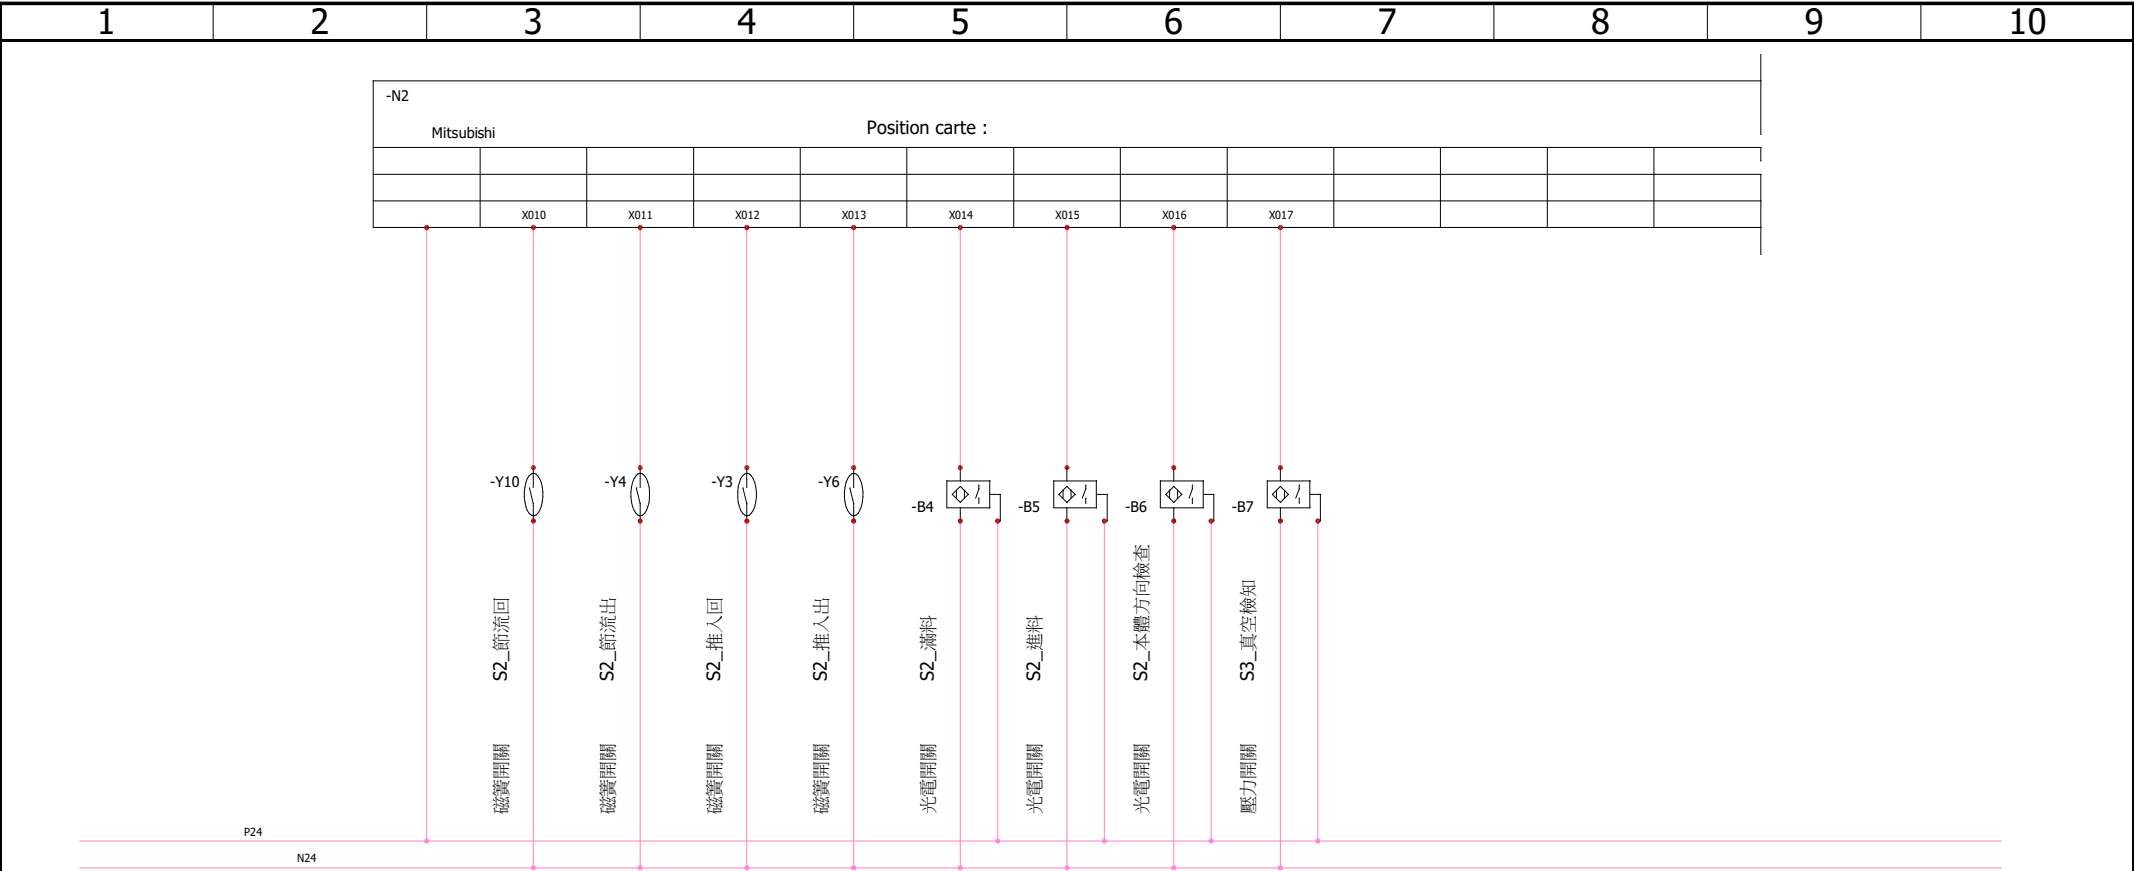 1 2 3 4 5 6 7 8 9 10
-N2
Mitsubishi
Position carte :
X010 X011 X012 X013 X014 X015 X016 X017
-Y10 -Y4 -Y3 -Y6 -B4 -B5 -B6 -B7
S2_節流回
S2_節流出
S2_推入回
S2_推入出
S2_滿料
S2_進料
S2_本體方向檢查
S3_真空檢知
磁簧開關
磁簧開關
磁簧開關
磁簧開關
光電開關
光電開關
光電開關
壓力開關
P24
N24